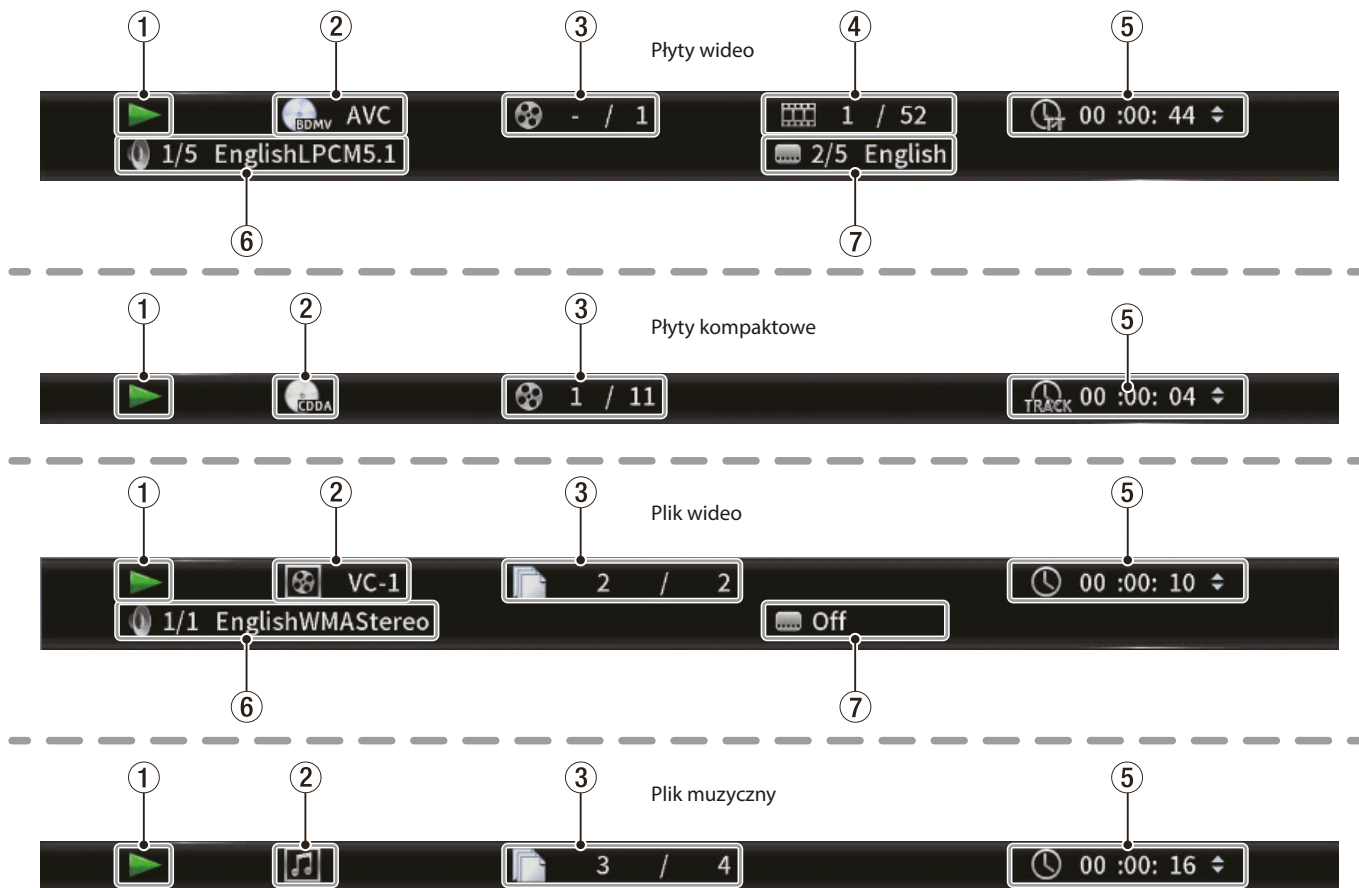 ① ② ③ ④ ⑤
Płyty wideo
BDMV AVC - / 1 1 / 52 TT 00 :00: 44
1/5 EnglishLPCM5.1 2/5 English
⑥ ⑦
① ② ③ ⑤
Płyty kompaktowe
CDDA 1 / 11 TRACK 00 :00: 04
① ② ③ ⑤
Plik wideo
VC-1 2 / 2 00 :00: 10
1/1 EnglishWMAStereo Off
⑥ ⑦
① ② ③ ⑤
Plik muzyczny
3 / 4 00 :00: 16